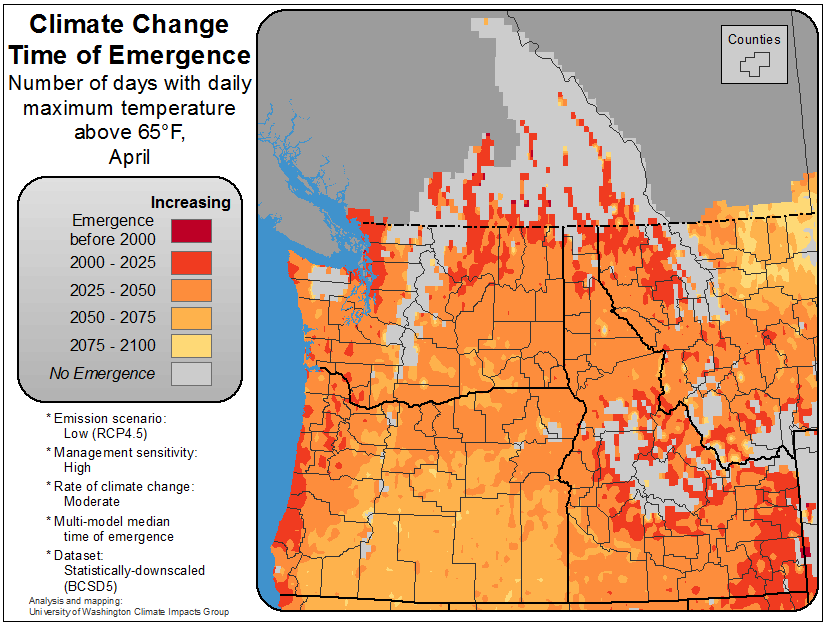 Climate Change
Time of Emergence
Number of days with daily
maximum temperature
above 65°F,
April
Increasing
Emergence
before 2000
2000 - 2025
2025 - 2050
2050 - 2075
2075 - 2100
No Emergence
* Emission scenario:
Low (RCP4.5)
* Management sensitivity:
High
* Rate of climate change:
Moderate
* Multi-model median
time of emergence
* Dataset:
Statistically-downscaled
(BCSD5)
Analysis and mapping:
University of Washington Climate Impacts Group
Counties